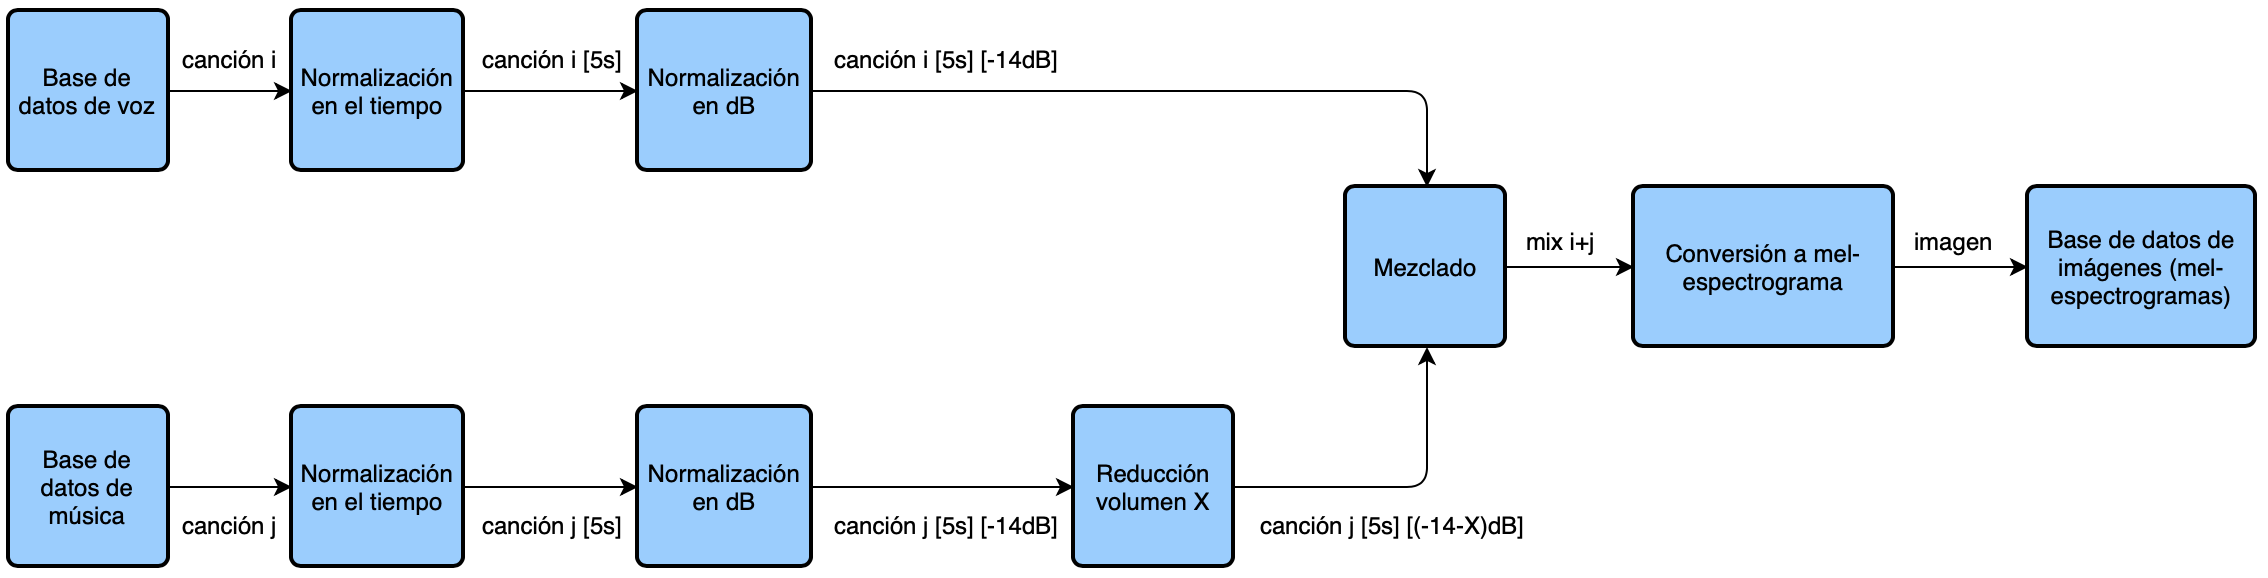 Base de
datos de voz
canción i
Normalización
en el tiempo
canción i [5s]
Normalización
en dB
canción i [5s] [-14dB]
Mezclado
mix i+j
Conversión a mel-
espectrograma
imagen
Base de datos de
imágenes (mel-
espectrogramas)
Base de
datos de
música
canción j
Normalización
en el tiempo
canción j [5s]
Normalización
en dB
canción j [5s] [-14dB]
Reducción
volumen X
canción j [5s] [(-14-X)dB]